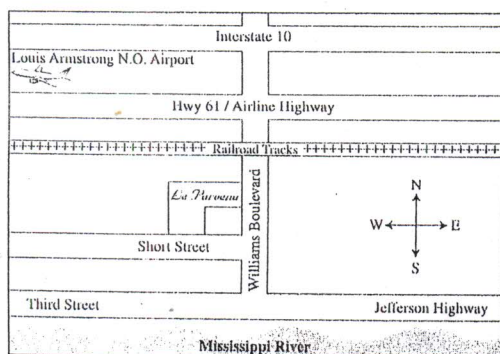 Interstate 10
Louis Armstrong N.O. Airport
Hwy 61 / Airline Highway
Railroad Tracks
La Parvenu
Williams Boulevard
N
W E
S
Short Street
Third Street
Jefferson Highway
Mississippi River